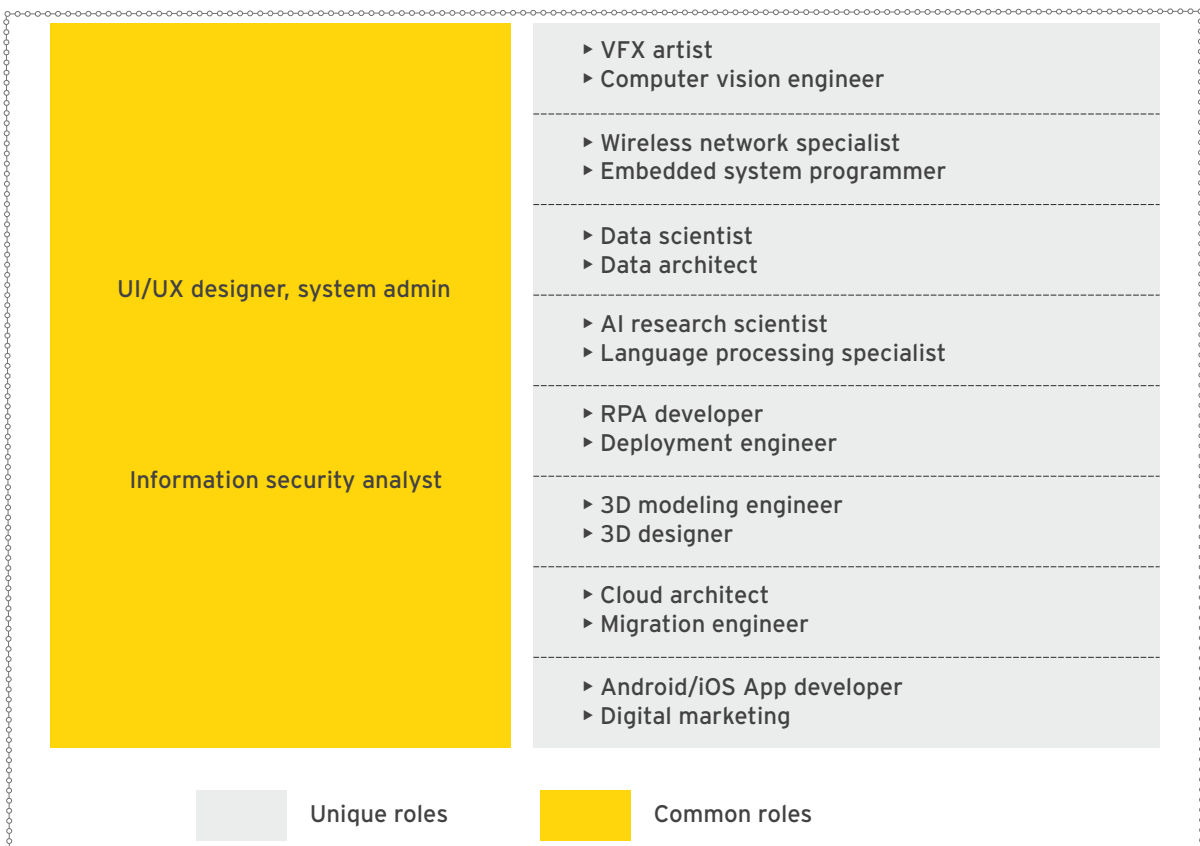 UI/UX designer, system admin
Information security analyst
‣ VFX artist
‣ Computer vision engineer
‣ Wireless network specialist
‣ Embedded system programmer
‣ Data scientist
‣ Data architect
‣ AI research scientist
‣ Language processing specialist
‣ RPA developer
‣ Deployment engineer
‣ 3D modeling engineer
‣ 3D designer
‣ Cloud architect
‣ Migration engineer
‣ Android/iOS App developer
‣ Digital marketing
Unique roles
Common roles